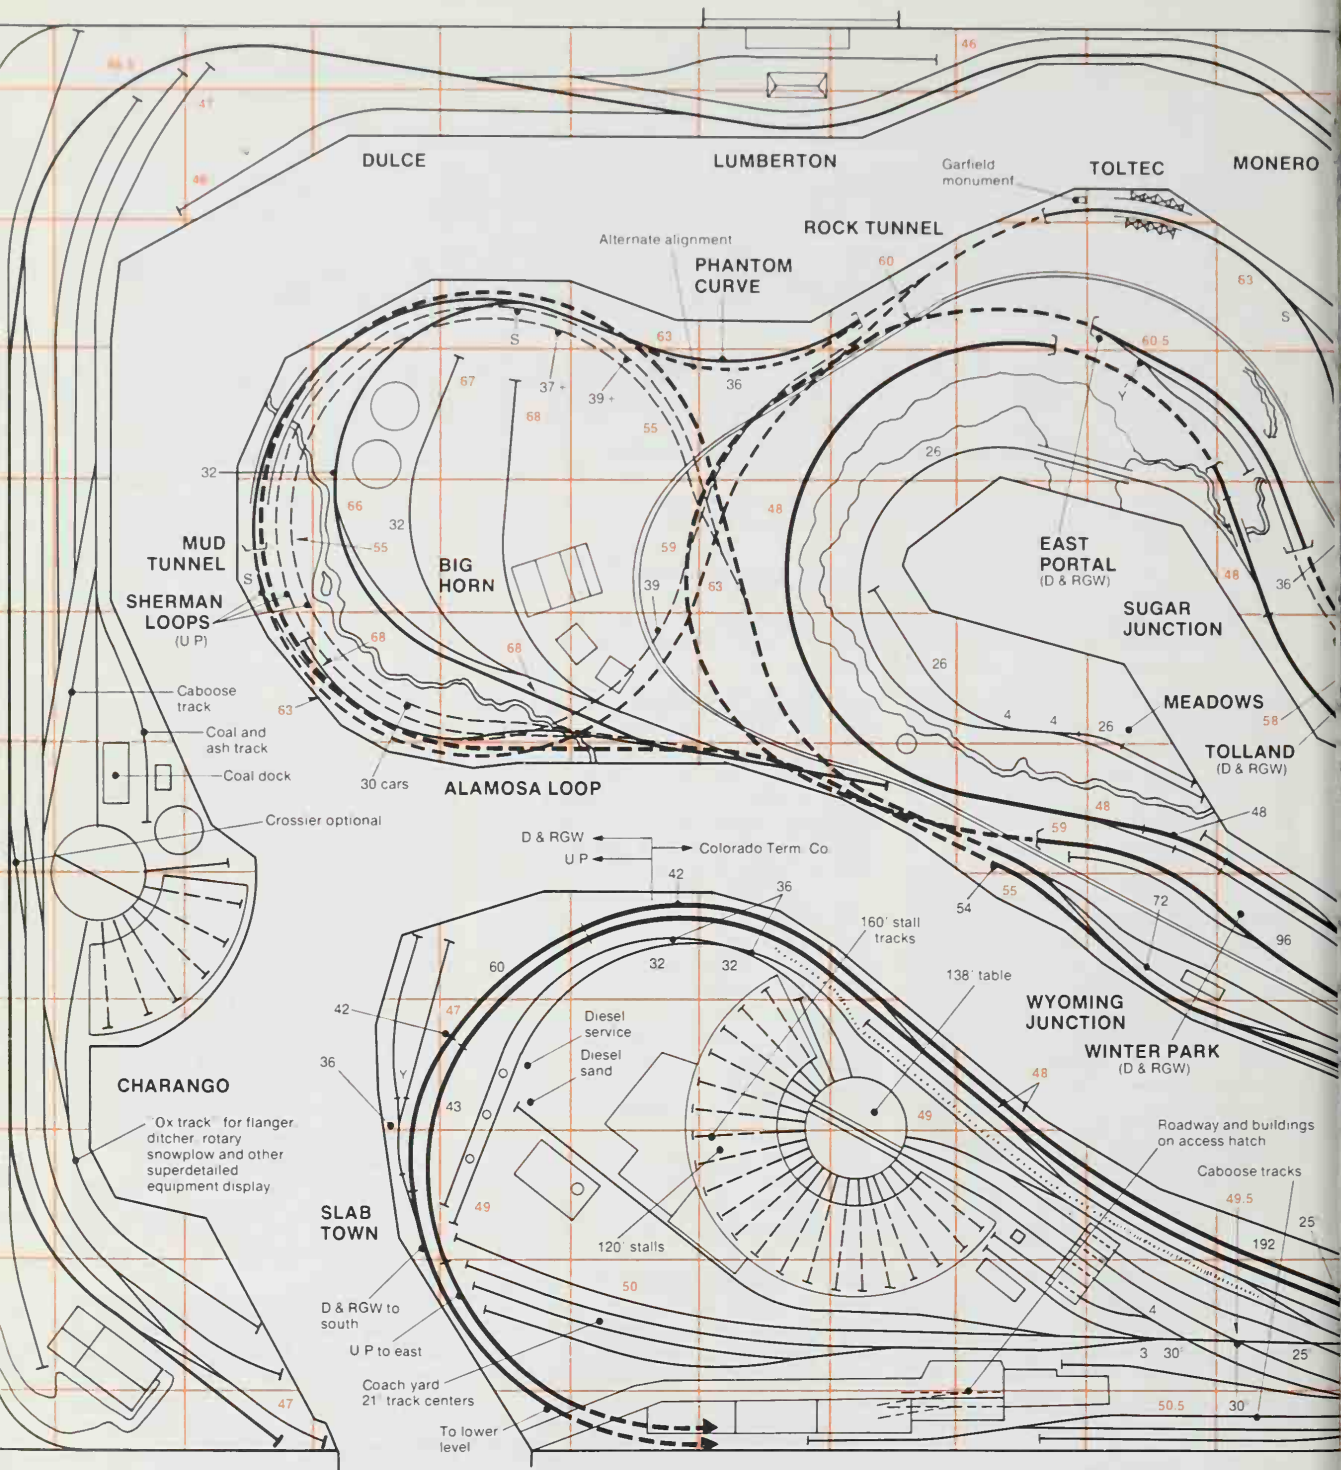 46
46.5
47
46
DULCE
LUMBERTON
Garfield
monument
TOLTEC
MONERO
ROCK TUNNEL
Alternate alignment
PHANTOM
CURVE
60
63
S
S
63
60.5
67
37 +
39 +
36
68
55
Y
26
32
66
32
48
55
59
63
39
MUD
TUNNEL
BIG
HORN
EAST
PORTAL
(D & RGW)
48
36
S
SHERMAN
LOOPS
(U P)
SUGAR
JUNCTION
68
68
26
Caboose
track
63
4
4
26
MEADOWS
58
Coal and
ash track
TOLLAND
(D & RGW)
Coal dock
30 cars
ALAMOSA LOOP
48
48
59
Crossier optional
D & RGW
U P
Colorado Term. Co.
42
36
55
54
72
160' stall
tracks
96
60
32
32
138' table
47
42
WYOMING
JUNCTION
Diesel
service
Diesel
sand
WINTER PARK
(D & RGW)
36
Y
43
49
48
CHARANGO
"Ox track" for flanger
ditcher rotary
snowplow and other
superdetailed
equipment display
Roadway and buildings
on access hatch
Caboose tracks
49.5
25
SLAB
TOWN
49
120' stalls
192
50
D & RGW to
south
U P to east
4
3 30"
25"
Coach yard
21" track centers
47
To lower
level
50.5
30"